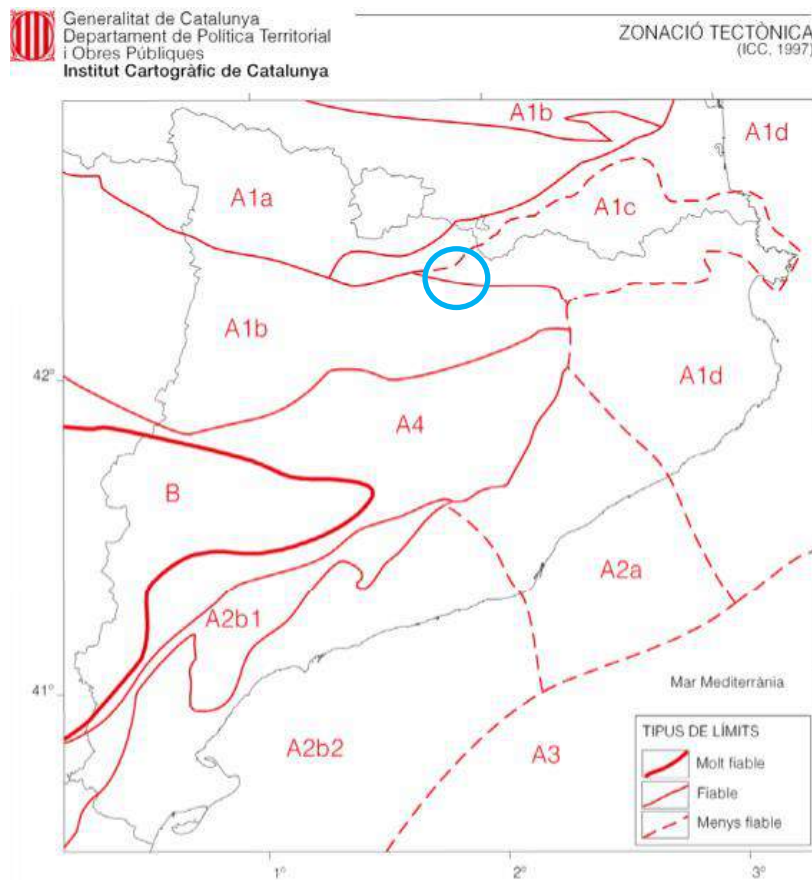 Generalitat de Catalunya
Departament de Política Territorial
i Obres Públiques
Institut Cartogràfic de Catalunya
ZONACIÓ TECTÒNICA
(ICC, 1997)
A1b
A1d
A1a
A1c
A1b
42°
A1d
A4
B
A2a
A2b1
41°
Mar Mediterrània
A2b2
A3
TIPUS DE LÍMITS
Molt fiable
Fiable
Menys fiable
1°
2°
3°